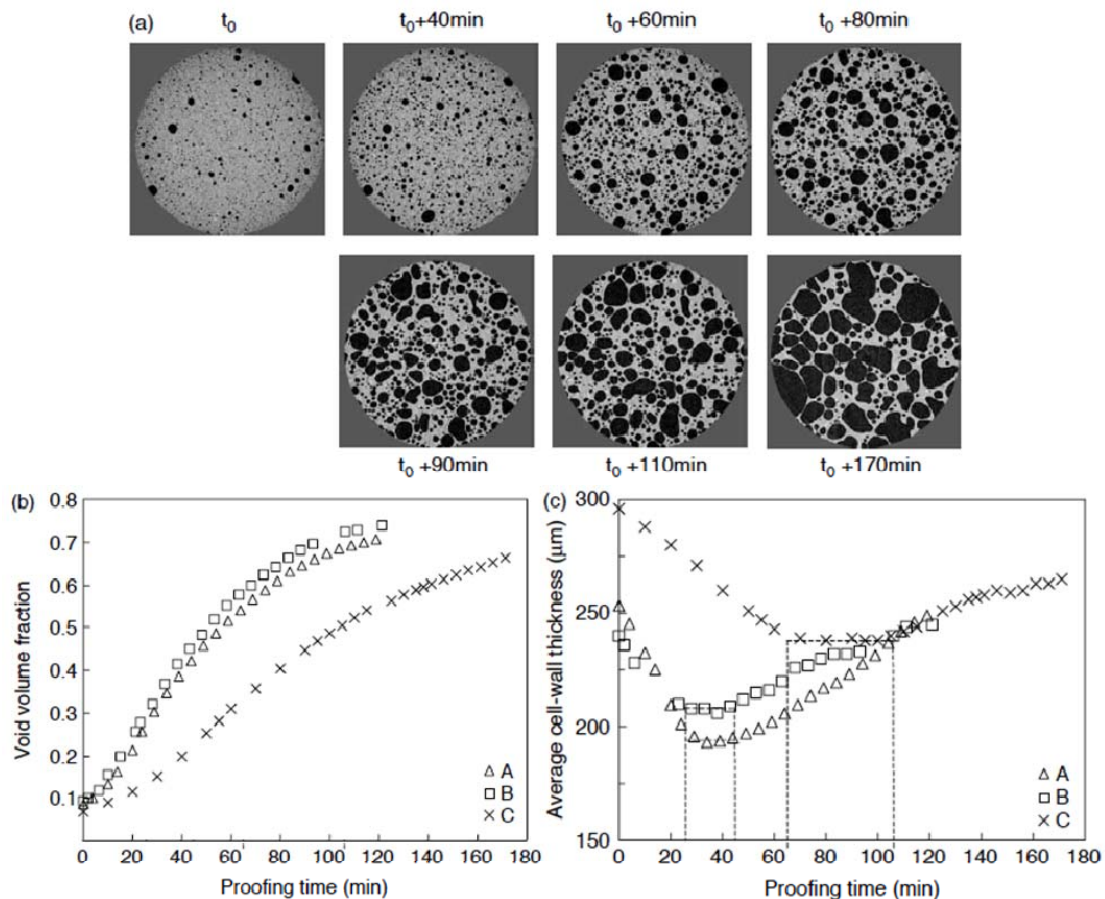 (a)
t0 t0+40min t0 +60min t0 +80min
t0 +90min t0 +110min t0 +170min
(b)
0.8
0.7
0.6
0.5
0.4
0.3
0.2
0.1
Void volume fraction
0 20 40 60 80 100 120 140 160 180
Proofing time (min)
A
B
C
(c)
300
250
200
150
Average cell-wall thickness (μm)
0 20 40 60 80 100 120 140 160 180
Proofing time (min)
A
B
C